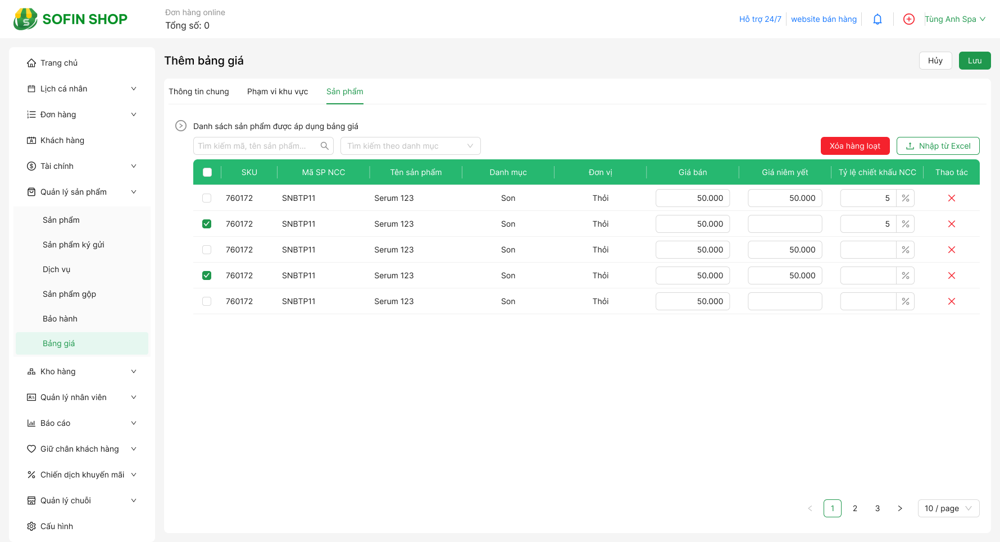 SOFIN SHOP
Đơn hàng online
Tổng số: 0
Hỗ trợ 24/7
website bán hàng
Tùng Anh Spa
Trang chủ
Lịch cá nhân
Đơn hàng
Khách hàng
Tài chính
Quản lý sản phẩm
Sản phẩm
Sản phẩm ký gửi
Dịch vụ
Sản phẩm gộp
Bảo hành
Bảng giá
Kho hàng
Quản lý nhân viên
Báo cáo
Giữ chân khách hàng
Chiến dịch khuyến mãi
Quản lý chuỗi
Cấu hình
Thêm bảng giá
Hủy
Lưu
Thông tin chung
Phạm vi khu vực
Sản phẩm
Danh sách sản phẩm được áp dụng bảng giá
Tìm kiếm mã, tên sản phẩm...
Tìm kiếm theo danh mục
Xóa hàng loạt
Nhập từ Excel
SKU Mã SP NCC Tên sản phẩm Danh mục Đơn vị Giá bán Giá niêm yết Tỷ lệ chiết khấu NCC Thao tác
760172 SNBTP11 Serum 123 Son Thỏi 50.000 50.000 5 %
760172 SNBTP11 Serum 123 Son Thỏi 50.000 5 %
760172 SNBTP11 Serum 123 Son Thỏi 50.000 50.000 %
760172 SNBTP11 Serum 123 Son Thỏi 50.000 50.000 %
760172 SNBTP11 Serum 123 Son Thỏi 50.000 %
1 2 3 10 / page